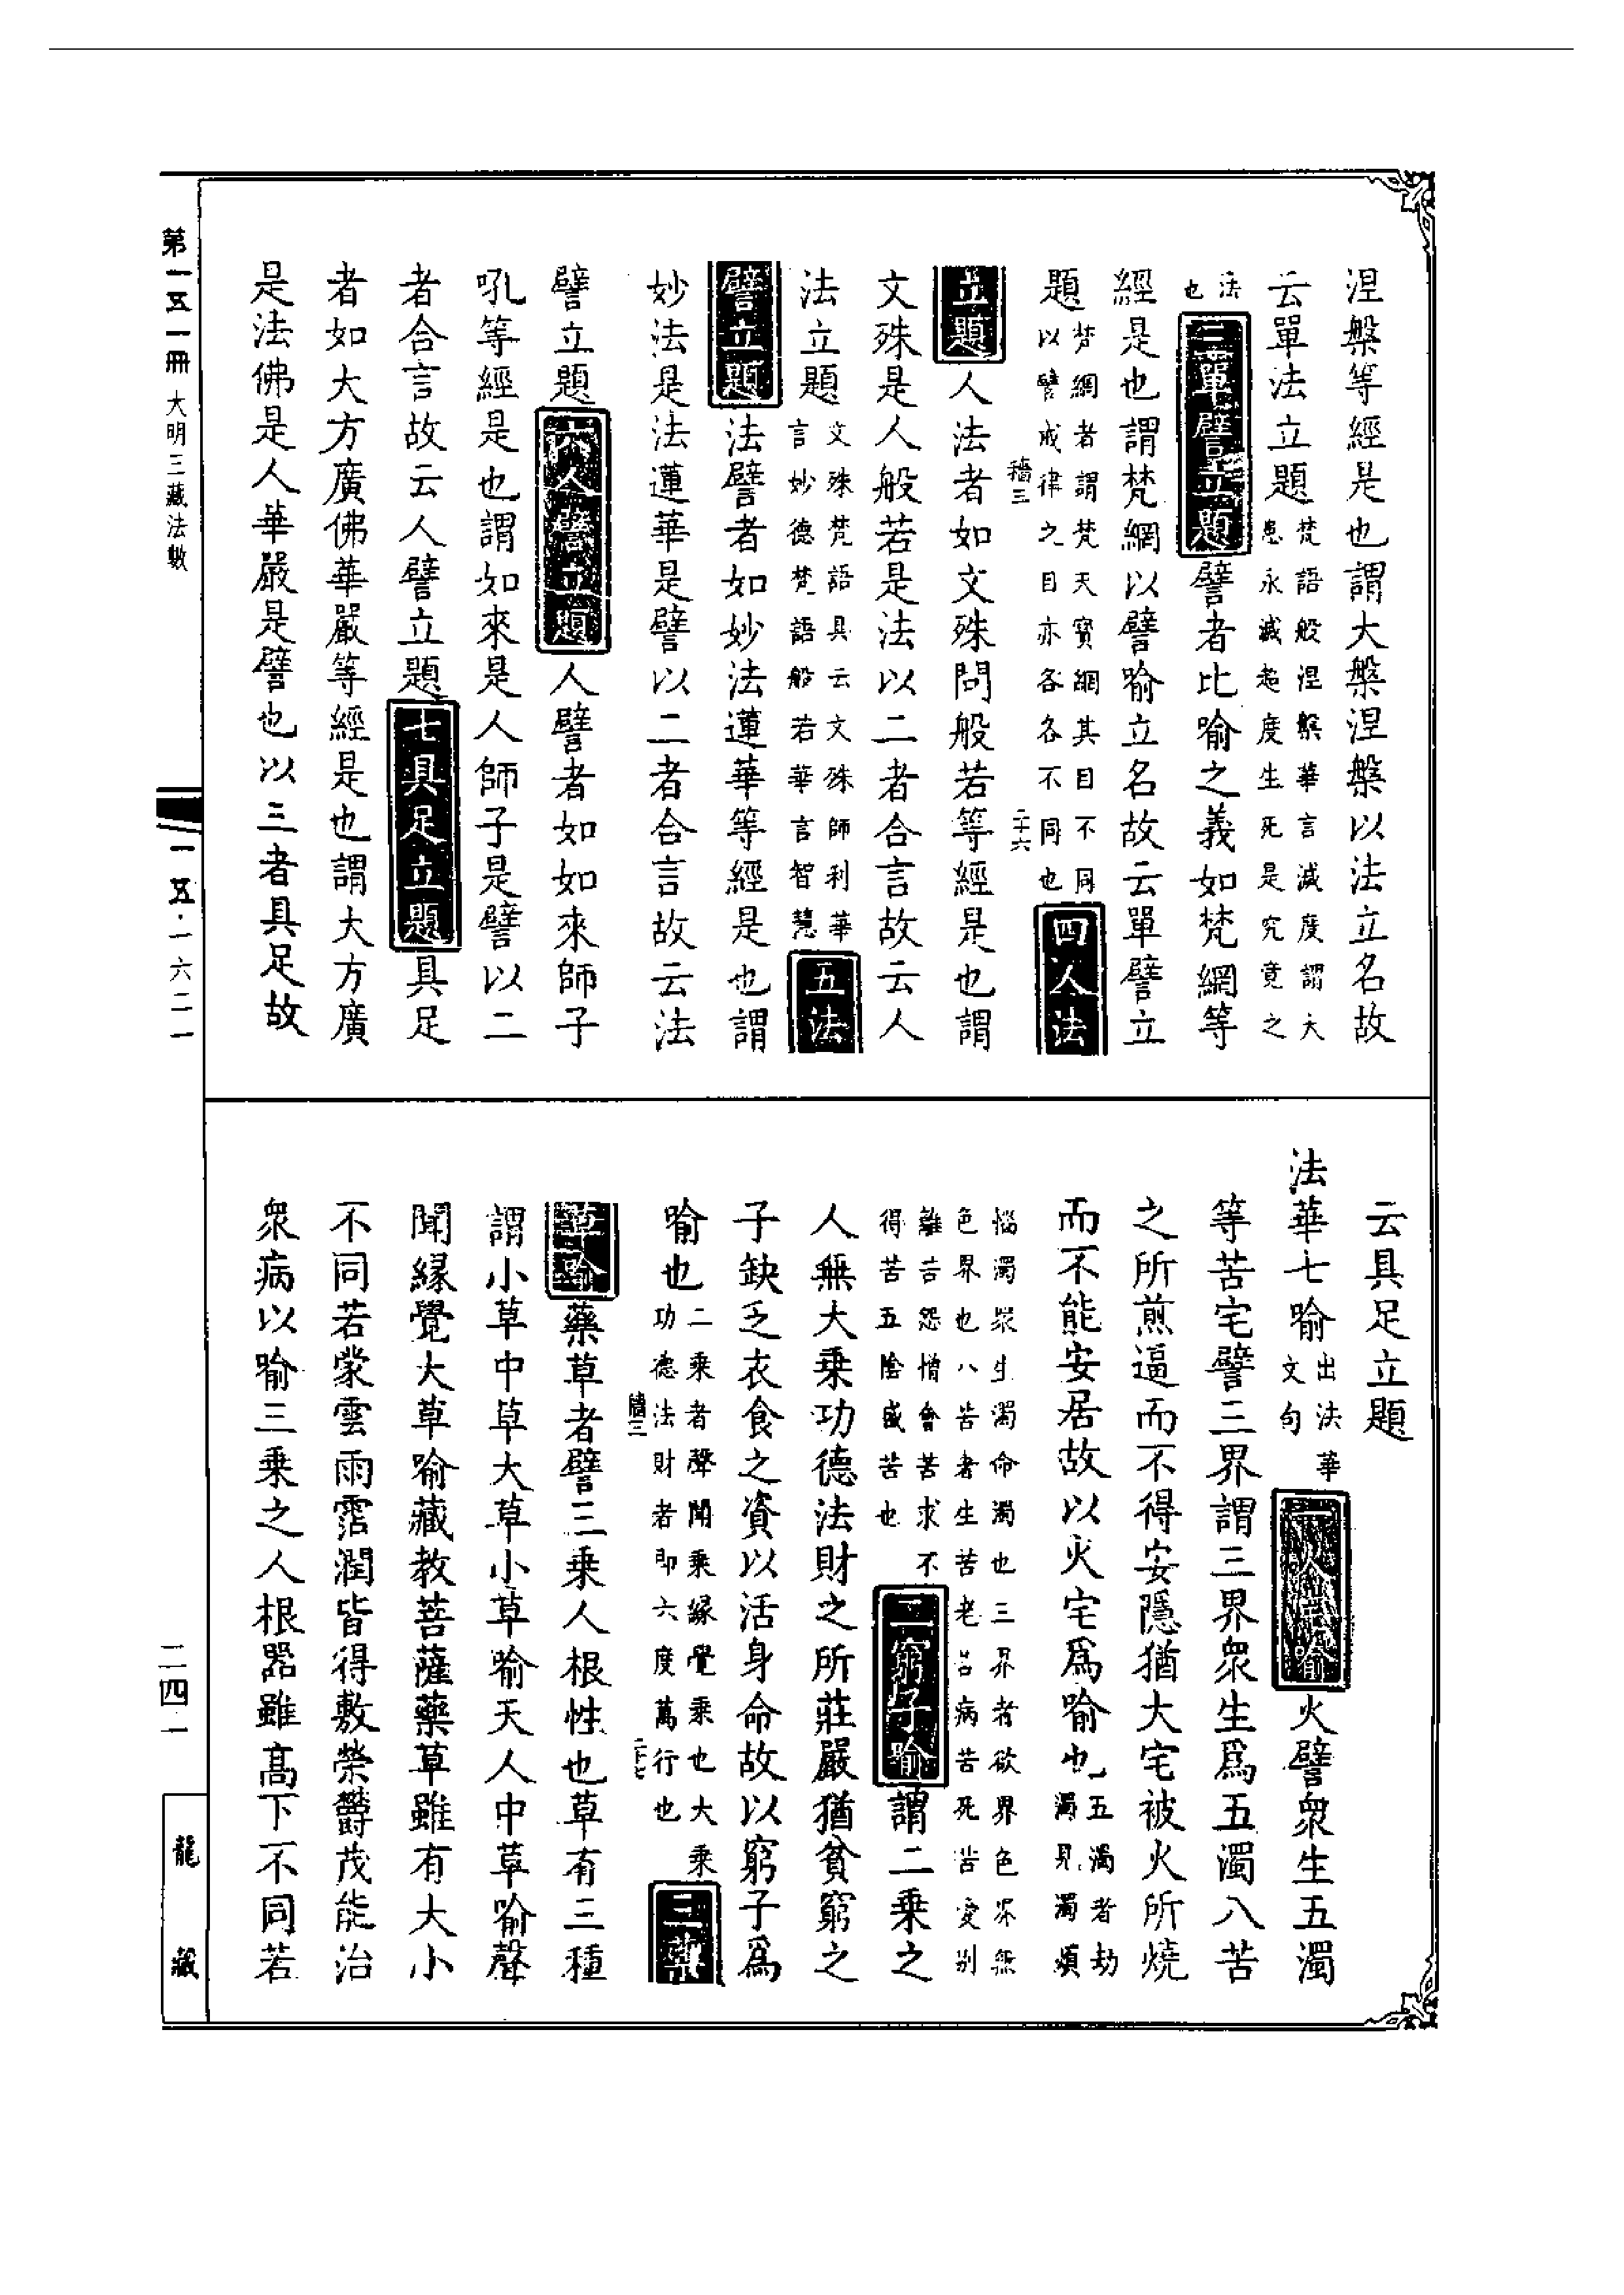 涅槃等經是也謂大槃涅槃以法立名故
云單法立題梵語般涅槃華言滅度謂大
患永滅超度生死是究竟之
法
也三單譬立題譬者比喻之義如梵網等
經是也謂梵網以譬喻立名故云單譬立
題梵網者謂梵天寶網其目不同
以譬戒律之目亦各各不同也四人法
穡三 二十六
立題人法者如文殊問般若等經是也謂
文殊是人般若是法以二者合言故云人
法立題文殊梵語具云文殊師利華
言妙德梵語般若華言智慧五法
譬立題法譬者如妙法蓮華等經是也謂
妙法是法蓮華是譬以二者合言故云法
譬立題六人譬立題人譬者如如來師子
吼等經是也謂如來是人師子是譬以二
者合言故云人譬立題七具足立題具足
者如大方廣佛華嚴等經是也謂大方廣
是法佛是人華嚴是譬也以三者具足故
云具足立題
法華七喻出法華
文句一火宅喻火譬衆生五濁
等苦宅譬三界謂三界衆生爲五濁八苦
之所煎逼而不得安隱猶大宅被火所燒
而不能安居故以火宅爲喻也五濁者劫
濁見濁煩
惱濁衆生濁命濁也三界者欲界色界無
色界也八苦者生苦老苦病苦死苦愛別
離苦怨憎會苦求不
得苦五陰盛苦也二窮子喻謂二乘之
人無大乘功德法財之所莊嚴猶貧窮之
子缺乏衣食之資以活身命故以窮子爲
喻也二乘者聲聞乘緣覺乘也大乘
功德法財者即六度萬行也三藥
穡三 二十七
草喻藥草者譬三乘人根性也草有三種
謂小草中草大草小草喻天人中草喻聲
聞緣覺大草喻藏教菩薩藥草雖有大小
不同若蒙雲雨霑潤皆得敷榮鬱茂能治
衆病以喻三乘之人根器雖高下不同若
第一五一冊 大明三藏法數
一五·一六二一
二四一
龍藏